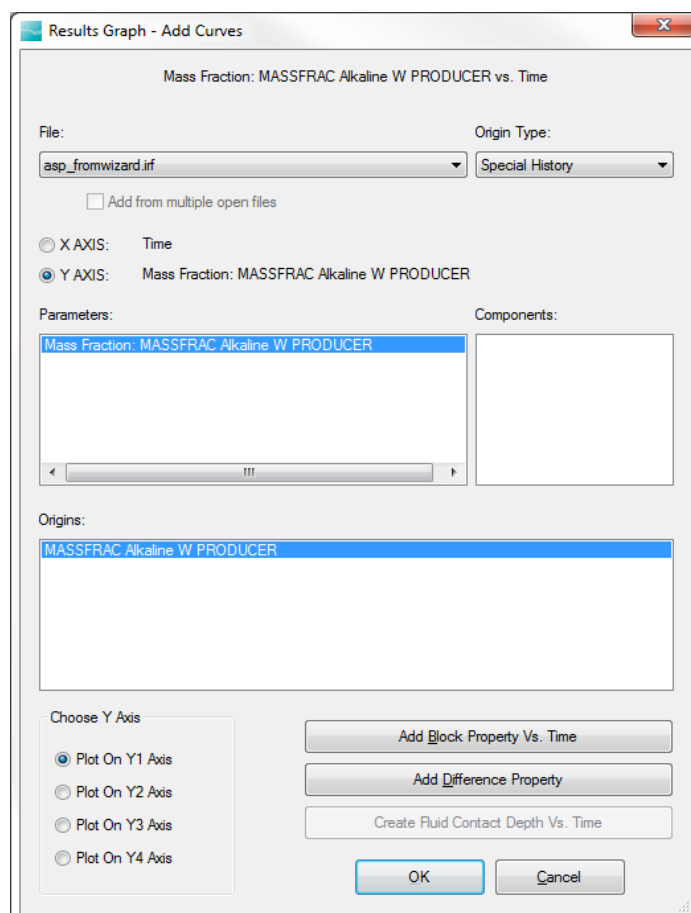 Results Graph - Add Curves
Mass Fraction: MASSFRAC Alkaline W PRODUCER vs. Time
File:
Origin Type:
asp_fromwizard.irf
Special History
Add from multiple open files
X AXIS: Time
Y AXIS: Mass Fraction: MASSFRAC Alkaline W PRODUCER
Parameters:
Components:
Mass Fraction: MASSFRAC Alkaline W PRODUCER
Origins:
MASSFRAC Alkaline W PRODUCER
Choose Y Axis
Plot On Y1 Axis
Plot On Y2 Axis
Plot On Y3 Axis
Plot On Y4 Axis
Add Block Property Vs. Time
Add Difference Property
Create Fluid Contact Depth Vs. Time
OK
Cancel